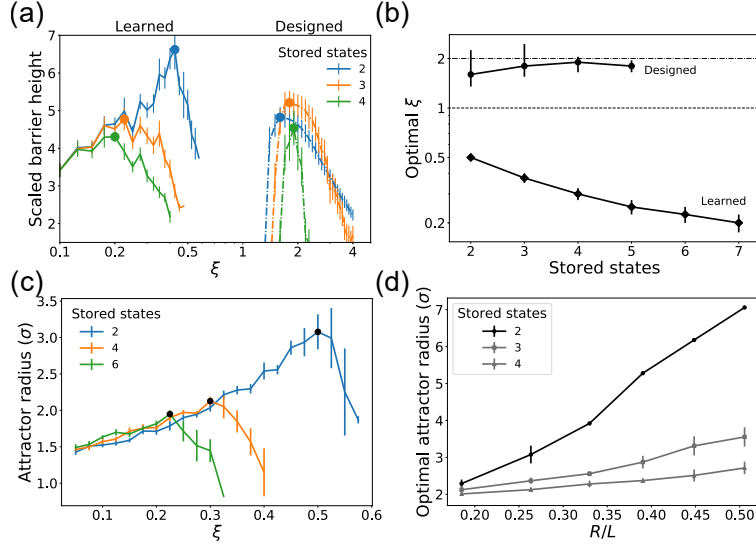 (a)
Learned
Designed
Stored states
2
3
4
Scaled barrier height
7
6
5
4
3
2
0.1
0.2
0.5
1
2
4
ξ
(b)
Optimal ξ
2
1
0.5
0.2
Designed
Learned
2
3
4
5
6
7
Stored states
(c)
Stored states
2
4
6
Attractor radius (σ)
3.5
3.0
2.5
2.0
1.5
1.0
0.1
0.2
0.3
0.4
0.5
0.6
ξ
(d)
Stored states
2
3
4
Optimal attractor radius (σ)
7
6
5
4
3
2
0.20
0.25
0.30
0.35
0.40
0.45
0.50
R/L